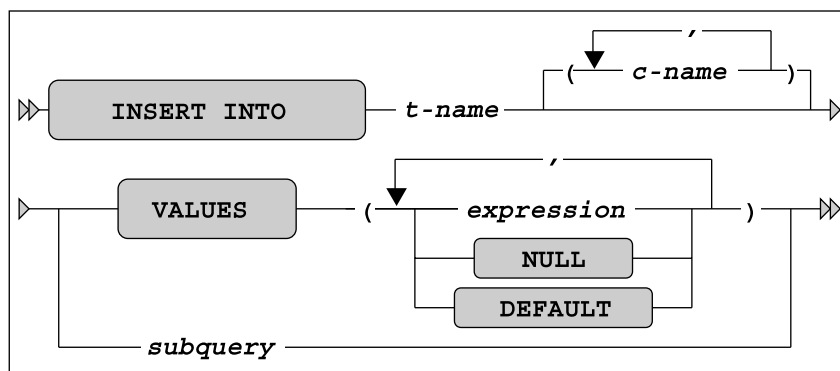 ,
( c-name )
INSERT INTO t-name
,
VALUES ( expression )
NULL
DEFAULT
subquery